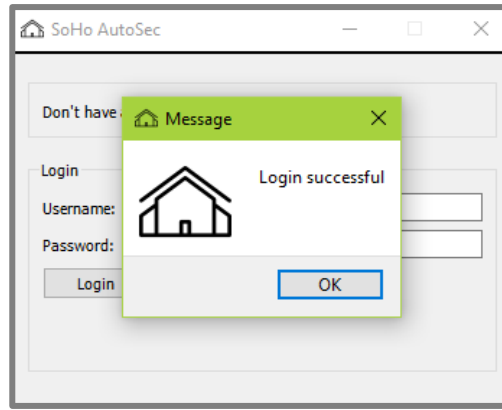 SoHo AutoSec
Don't have
Message
Login successful
OK
Login
Username:
Password:
Login